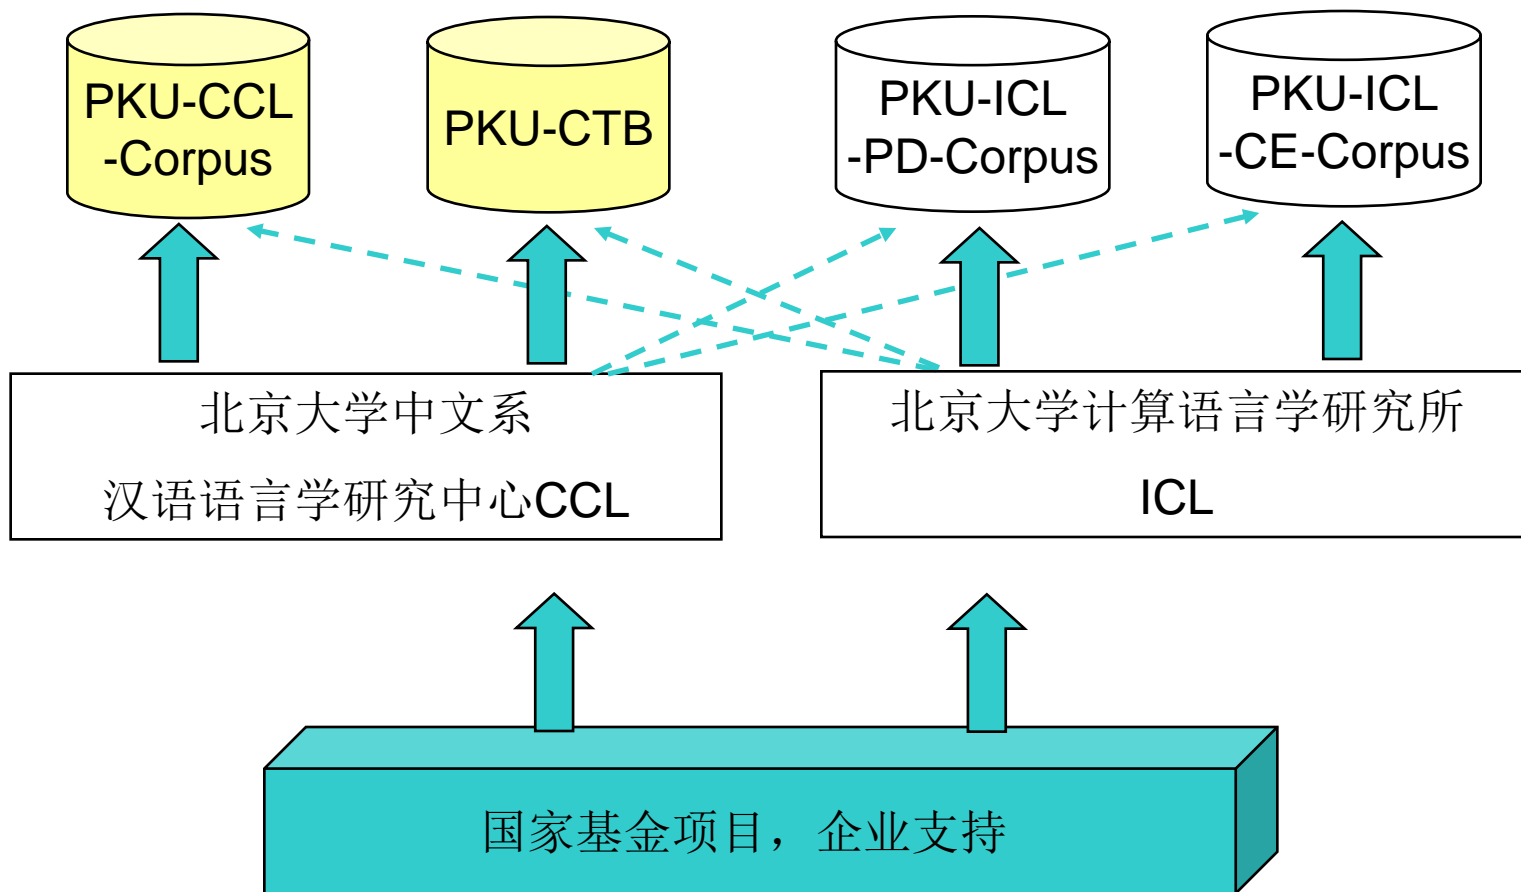 PKU-CCL
-Corpus
PKU-CTB
PKU-ICL
-PD-Corpus
PKU-ICL
-CE-Corpus
北京大学中文系
汉语语言学研究中心CCL
北京大学计算语言学研究所
ICL
国家基金项目，企业支持